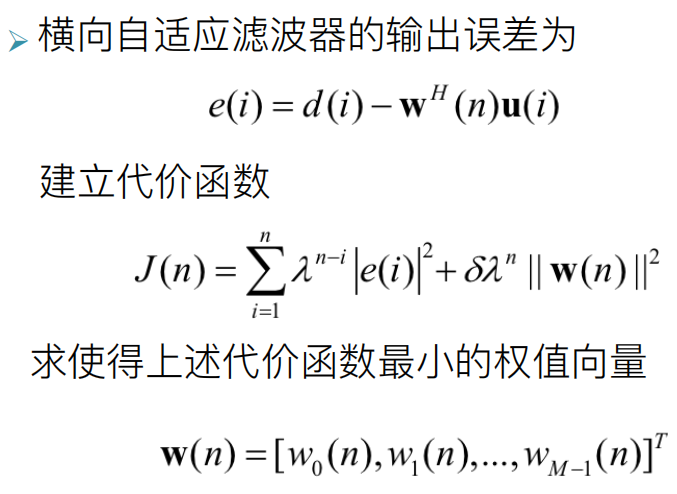 ➢ 横向自适应滤波器的输出误差为
e(i) = d(i) − w^H (n)u(i)
建立代价函数
J(n) = ∑_{i=1}^{n} λ^{n−i} |e(i)|^2 + δλ^n || w(n) ||^2
求使得上述代价函数最小的权值向量
w(n) = [w_0(n), w_1(n),..., w_{M−1}(n)]^T